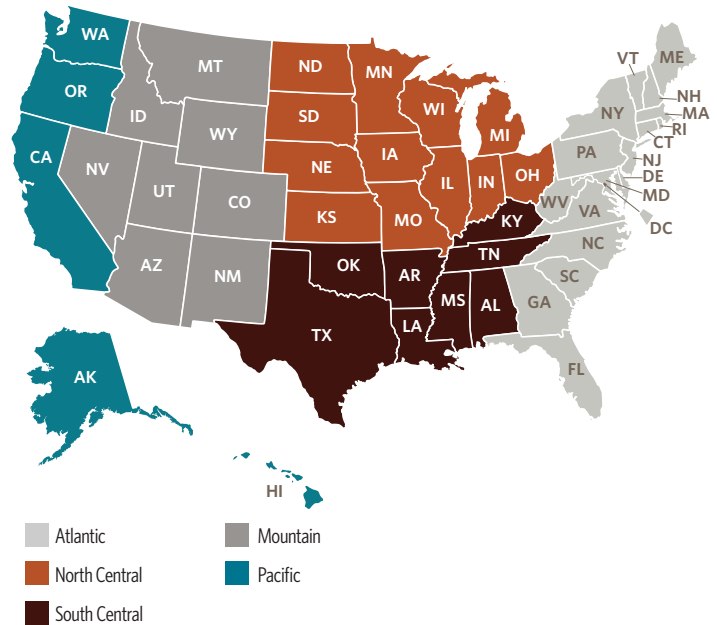 WA
OR
CA
ID
MT
NV
WY
UT
CO
AZ
NM
ND
SD
NE
KS
MN
IA
MO
WI
IL
MI
IN
OH
OK
TX
AR
LA
KY
TN
MS
AL
VT
ME
NH
MA
RI
CT
NY
PA
NJ
DE
MD
DC
WV
VA
NC
SC
GA
FL
AK
HI
Atlantic
North Central
South Central
Mountain
Pacific